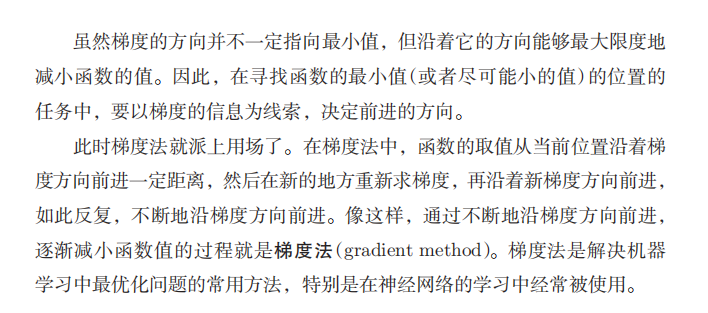 虽然梯度的方向并不一定指向最小值，但沿着它的方向能够最大限度地
减小函数的值。因此，在寻找函数的最小值(或者尽可能小的值)的位置的
任务中，要以梯度的信息为线索，决定前进的方向。
此时梯度法就派上用场了。在梯度法中，函数的取值从当前位置沿着梯
度方向前进一定距离，然后在新的地方重新求梯度，再沿着新梯度方向前进，
如此反复，不断地沿梯度方向前进。像这样，通过不断地沿梯度方向前进，
逐渐减小函数值的过程就是梯度法(gradient method)。梯度法是解决机器
学习中最优化问题的常用方法，特别是在神经网络的学习中经常被使用。